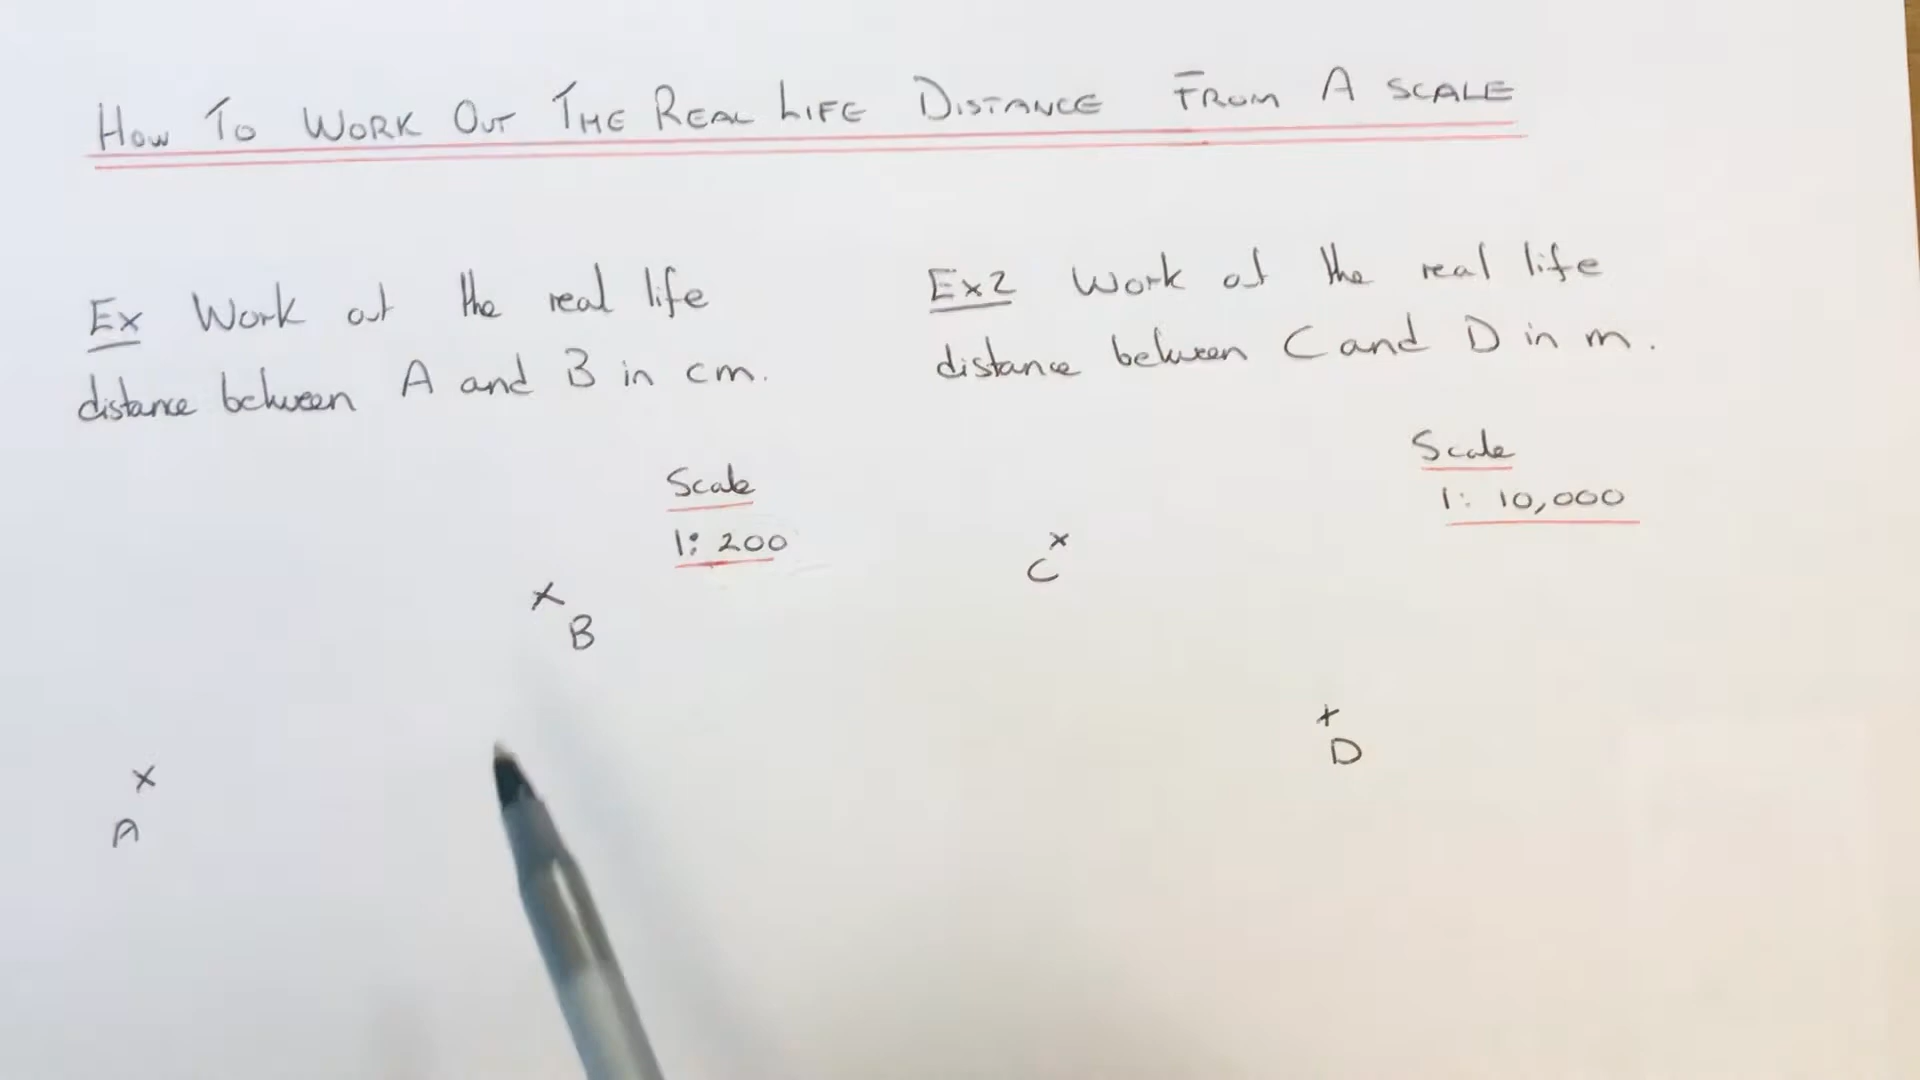 HOW TO WORK OUT THE REAL LIFE DISTANCE FROM A SCALE
Ex Work out the real life
distance between A and B in cm.
Scale
1: 200
B
A
Ex2 Work out the real life
distance between C and D in m.
Scale
1: 10,000
C
D